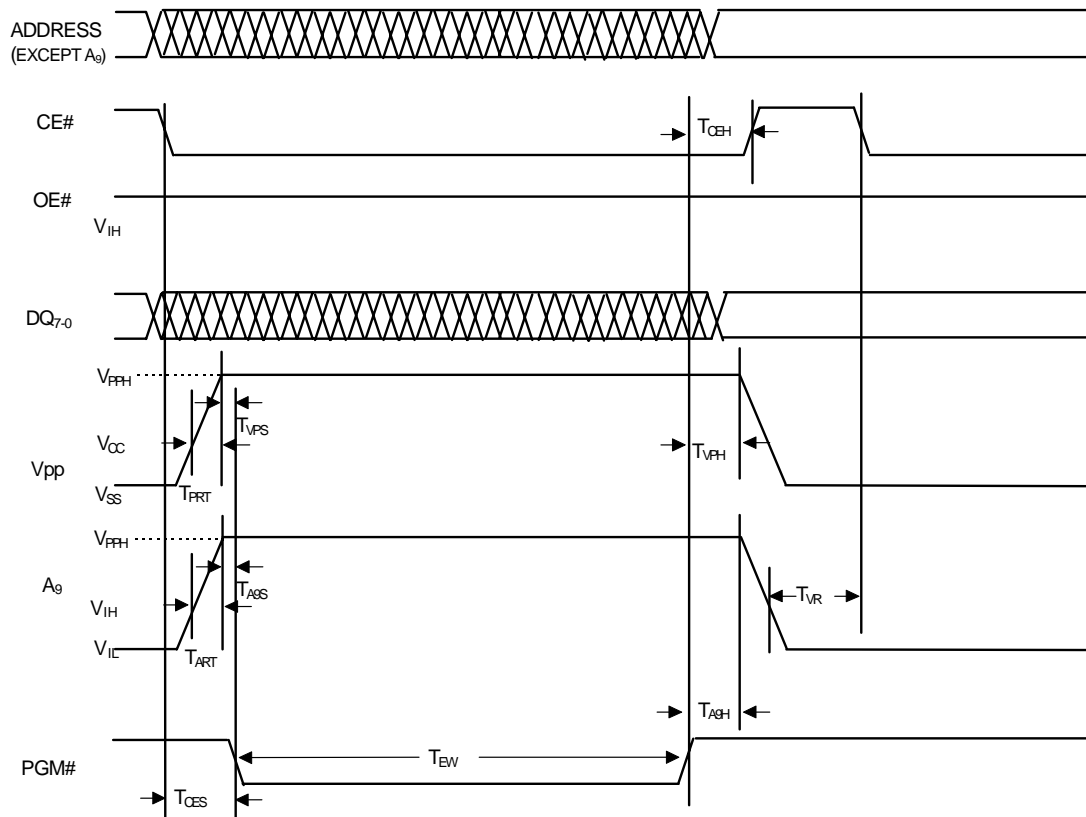 ADDRESS
(EXCEPT A9)
CE#
TCEH
OE#
VIH
DQ7-0
VPPH
TVPS
VCC
TVPH
Vpp
VSS
TPRT
VPPH
A9
TA9S
VIH
TVR
VIL
TART
TA9H
TEW
PGM#
TCES